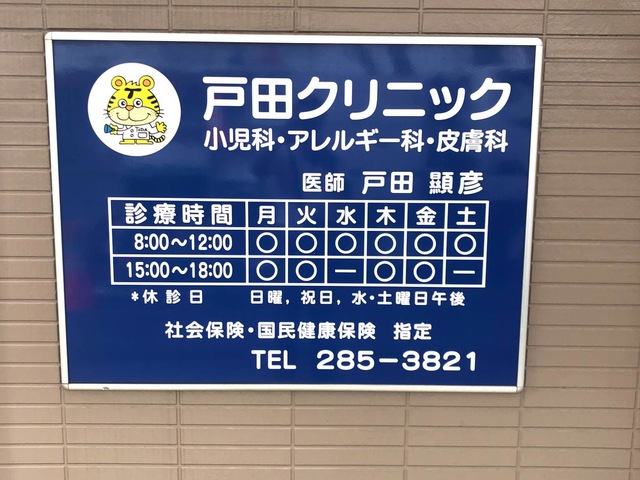 戸田クリニック
小児科・アレルギー科・皮膚科
医師 戸田 顯彦
診療時間 月 火 水 木 金 土
8:00〜12:00 ○ ○ ○ ○ ○ ○
15:00〜18:00 ○ ○ ー ○ ○ ー
*休診日 日曜, 祝日, 水・土曜日午後
社会保険・国民健康保険 指定
TEL 285-3821